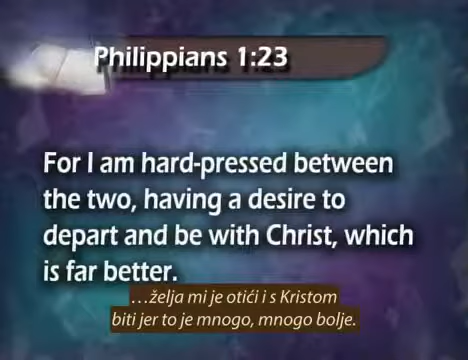 Philippians 1:23
For I am hard-pressed between
the two, having a desire to
depart and be with Christ, which
is far better.
...želja mi je otići i s Kristom
biti jer to je mnogo, mnogo bolje.